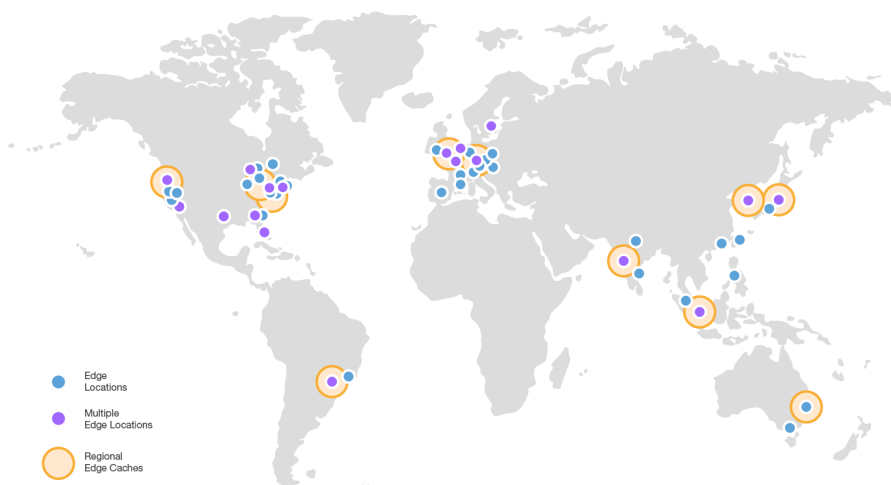 Edge
Locations
Multiple
Edge Locations
Regional
Edge Caches